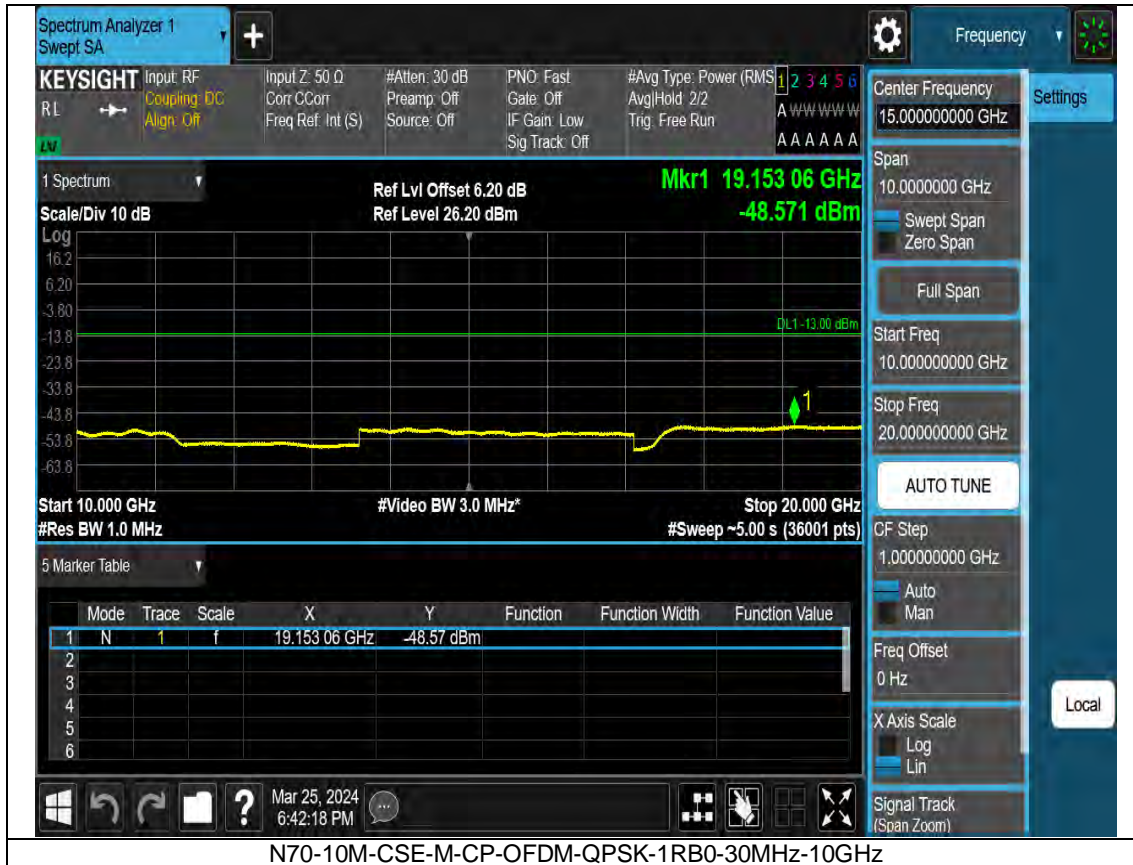 Spectrum Analyzer 1
Swept SA
+
Frequency
KEYSIGHT
RL
LXI
Input: RF
Coupling: DC
Align: Off
Input Z: 50 Ω
Corr CCorr
Freq Ref: Int (S)
#Atten: 30 dB
Preamp: Off
Source: Off
PNO: Fast
Gate: Off
IF Gain: Low
Sig Track: Off
#Avg Type: Power (RMS
Avg|Hold: 2/2
Trig: Free Run
1 2 3 4 5 6
A W W W W W
A A A A A A
Center Frequency
15.000000000 GHz
Settings
Span
10.0000000 GHz
Swept Span
Zero Span
Full Span
Start Freq
10.000000000 GHz
Stop Freq
20.000000000 GHz
AUTO TUNE
CF Step
1.000000000 GHz
Auto
Man
Freq Offset
0 Hz
X Axis Scale
Log
Lin
Signal Track
(Span Zoom)
Local
1 Spectrum
Ref Lvl Offset 6.20 dB
Mkr1 19.153 06 GHz
Scale/Div 10 dB
Ref Level 26.20 dBm
-48.571 dBm
Log
16.2
6.20
-3.80
-13.8
-23.8
-33.8
-43.8
-53.8
-63.8
DL1 -13.00 dBm
1
Start 10.000 GHz
#Video BW 3.0 MHz*
Stop 20.000 GHz
#Res BW 1.0 MHz
#Sweep ~5.00 s (36001 pts)
5 Marker Table
Mode Trace Scale X Y Function Function Width Function Value
1 N 1 f 19.153 06 GHz -48.57 dBm
2
3
4
5
6
?
Mar 25, 2024
6:42:18 PM
N70-10M-CSE-M-CP-OFDM-QPSK-1RB0-30MHz-10GHz